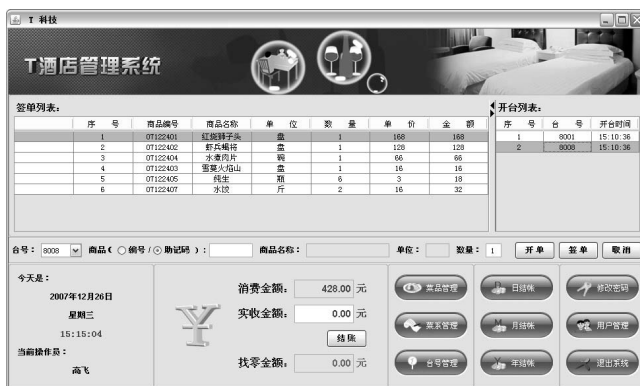 T 科技
T酒店管理系统
签单列表： 开台列表：
序 号 商品编号 商品名称 单 位 数 量 单 价 金 额 序 号 台 号 开台时间
1 0T122401 红烧狮子头 盘 1 168 168 1 8001 15:10:36
2 0T122402 虾兵蝎将 盘 1 128 128 2 8008 15:10:36
3 0T122404 水煮肉片 碗 1 66 66
4 0T122403 雪莫火焰山 盘 1 16 16
5 0T122405 纯生 瓶 6 3 18
6 0T122407 水饺 斤 2 16 32
台号： 8008 商品（ 编号 / 助记码 ）： 商品名称： 单位： 数量： 1 开单 签单 取消
今天是：
2007年12月26日
星期三
15:15:04
当前操作员：
高飞
消费金额： 428.00 元
实收金额： 0.00 元
结账
找零金额： 0.00 元
菜品管理 日结帐 修改密码
菜系管理 月结帐 用户管理
台号管理 年结帐 退出系统